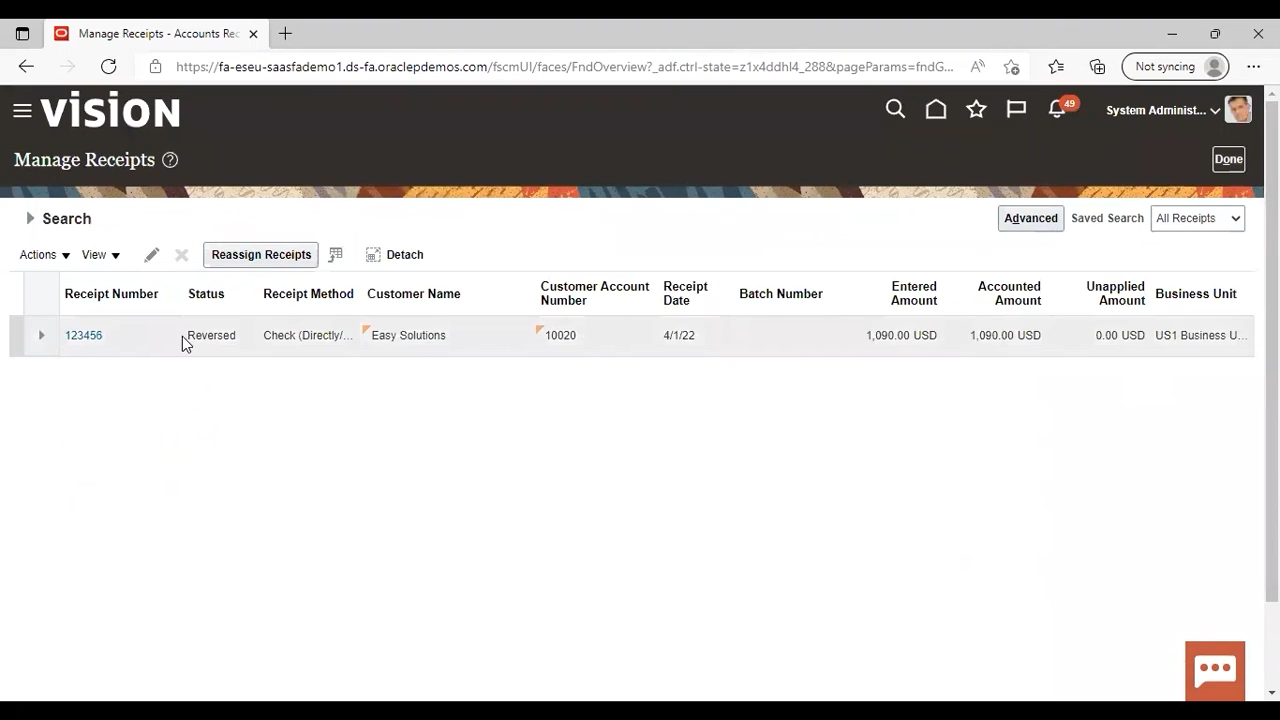 Manage Receipts - Accounts Rec
https://fa-eseu-saasfademo1.ds-fa.oraclepdemos.com/fscmUI/faces/FndOverview?_adf.ctrl-state=z1x4ddhl4_288&pageParams=fndG...
Not syncing
VISION
49
System Administ...
Manage Receipts
Done
Search
Advanced
Saved Search
All Receipts
Actions
View
Reassign Receipts
Detach
Receipt Number
Status
Receipt Method
Customer Name
Customer Account
Number
Receipt
Date
Batch Number
Entered
Amount
Accounted
Amount
Unapplied
Amount
Business Unit
123456
Reversed
Check (Directly/...
Easy Solutions
10020
4/1/22
1,090.00 USD
1,090.00 USD
0.00 USD
US1 Business U...